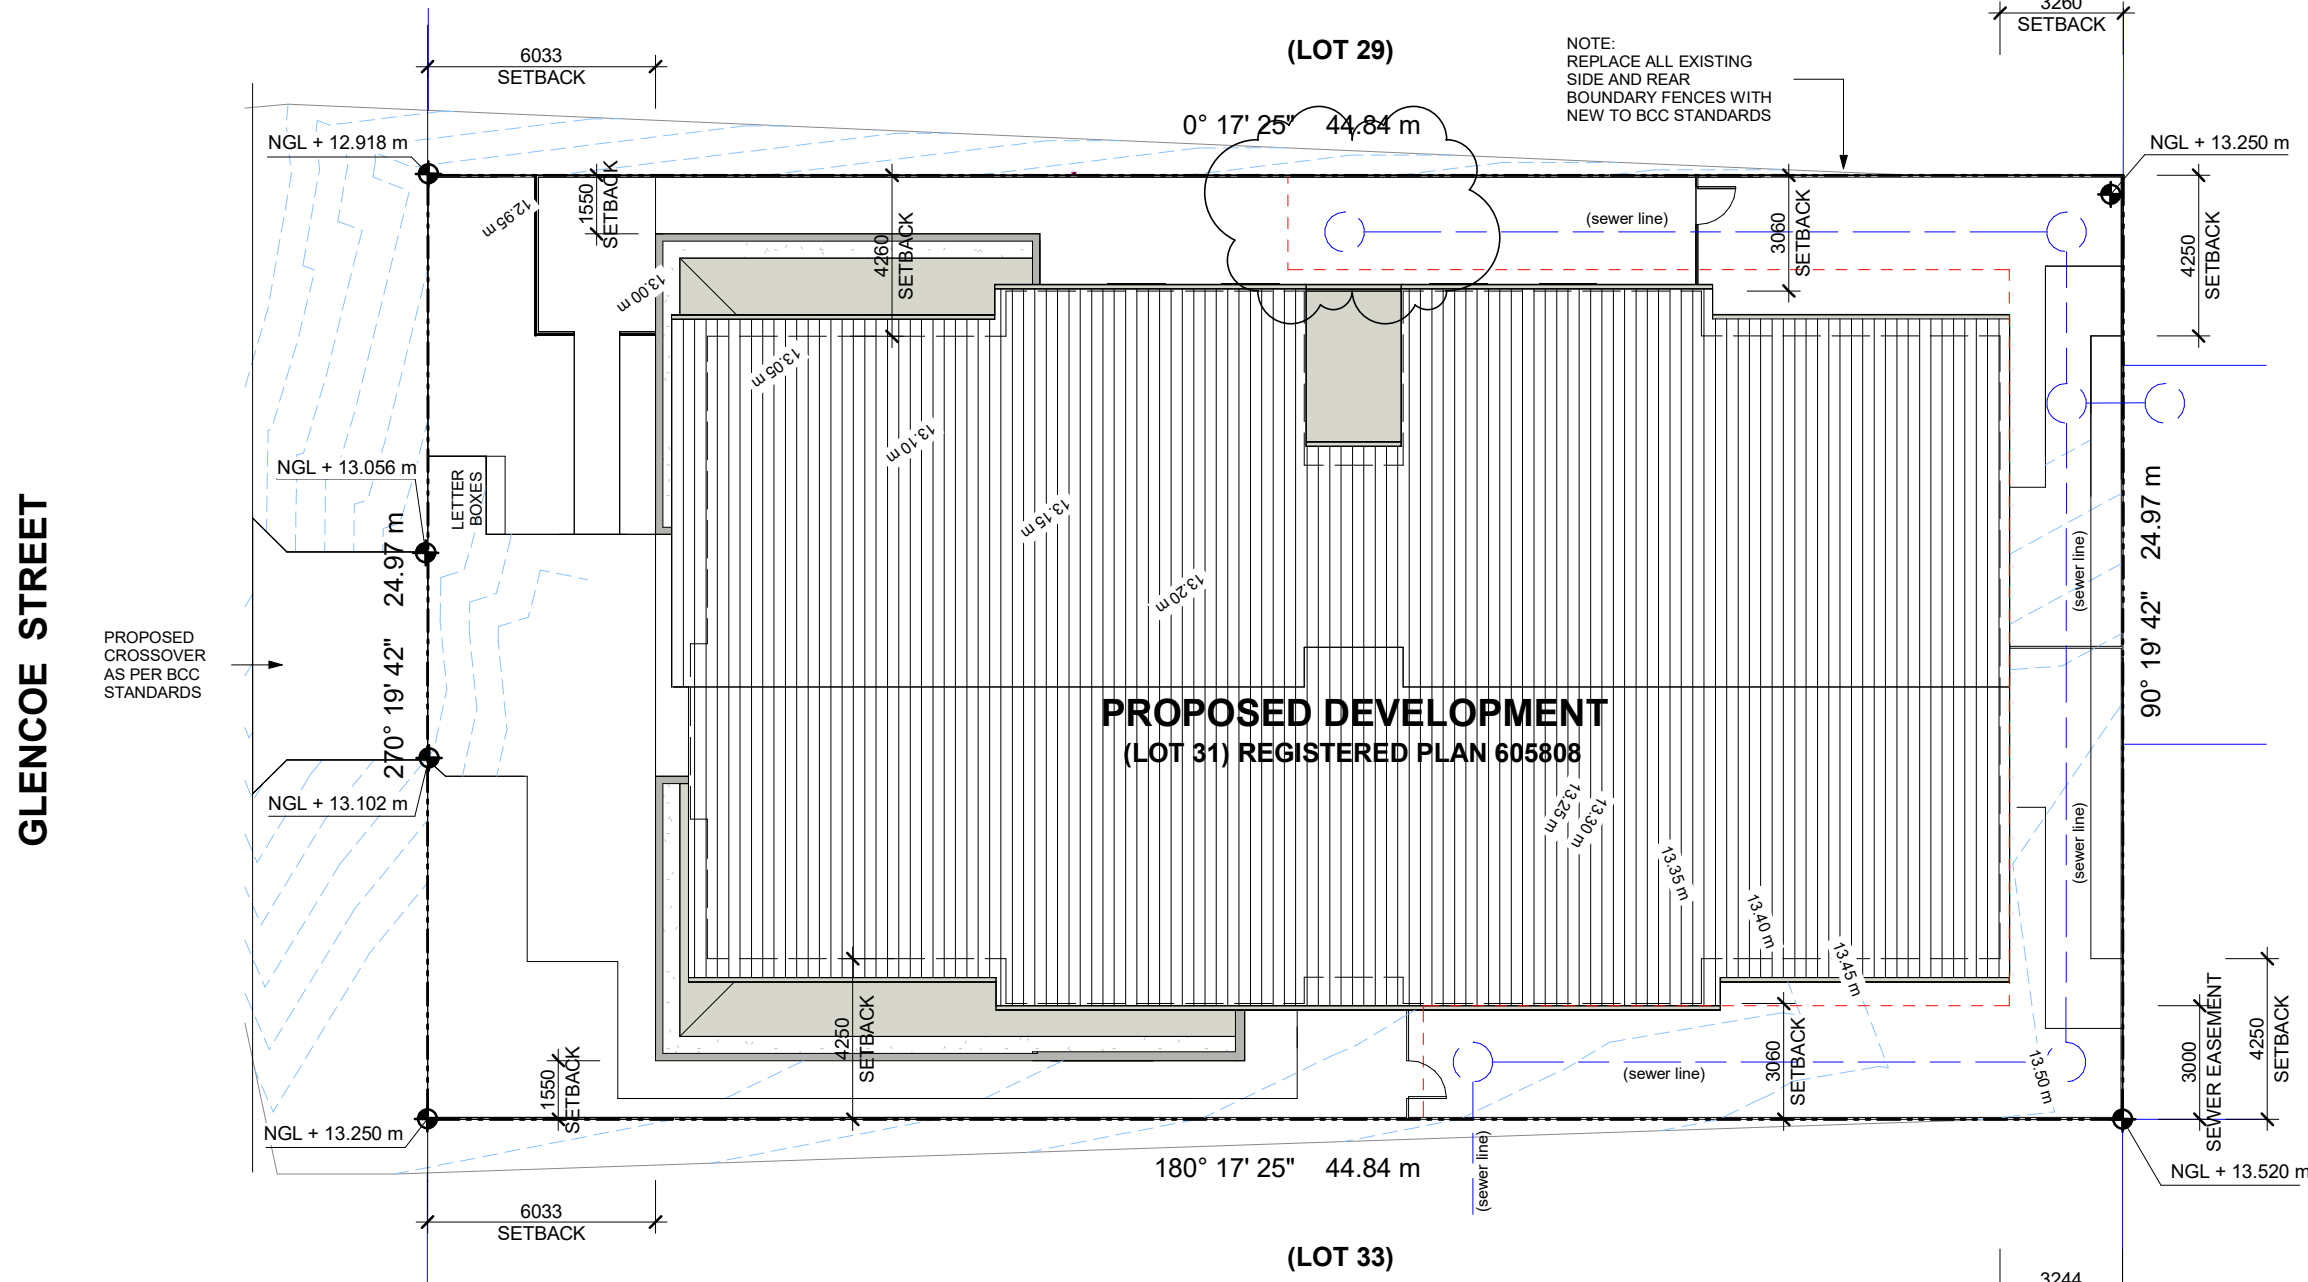 3260
SETBACK
(LOT 29)
NOTE:
REPLACE ALL EXISTING
SIDE AND REAR
BOUNDARY FENCES WITH
NEW TO BCC STANDARDS
6033
SETBACK
0° 17' 25"    44.84 m
NGL + 12.918 m
NGL + 13.250 m
12.95 m
1550
SETBACK
4260
SETBACK
(sewer line)
3060
SETBACK
4250
SETBACK
13.00 m
13.05 m
13.10 m
NGL + 13.056 m
LETTER
BOXES
13.15 m
13.20 m
GLENCOE STREET
270° 19' 42"    24.97 m
90° 19' 42"    24.97 m
(sewer line)
PROPOSED
CROSSOVER
AS PER BCC
STANDARDS
PROPOSED DEVELOPMENT
(LOT 31) REGISTERED PLAN 605808
NGL + 13.102 m
13.25 m
13.30 m
13.35 m
13.40 m
13.45 m
13.50 m
(sewer line)
4250
SETBACK
1550
SETBACK
3060
SETBACK
(sewer line)
3000
SEWER EASEMENT
4250
SETBACK
NGL + 13.250 m
180° 17' 25"    44.84 m
(sewer line)
NGL + 13.520 m
6033
SETBACK
(LOT 33)
3244